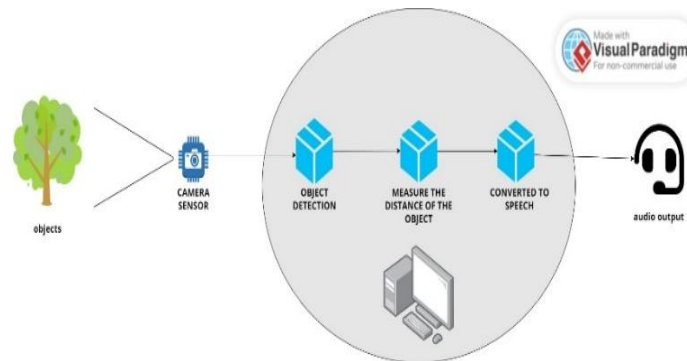 Made with
Visual Paradigm
For non-commercial use
objects
CAMERA
SENSOR
OBJECT
DETECTION
MEASURE THE
DISTANCE OF THE
OBJECT
CONVERTED TO
SPEECH
audio output